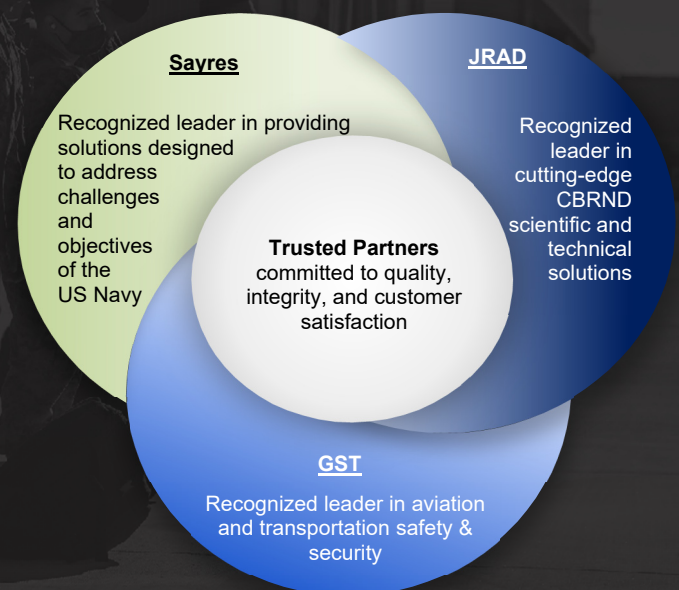 Sayres
Recognized leader in providing
solutions designed
to address
challenges
and
objectives
of the
US Navy
JRAD
Recognized
leader in
cutting-edge
CBRND
scientific and
technical
solutions
Trusted Partners
committed to quality,
integrity, and customer
satisfaction
GST
Recognized leader in aviation
and transportation safety &
security